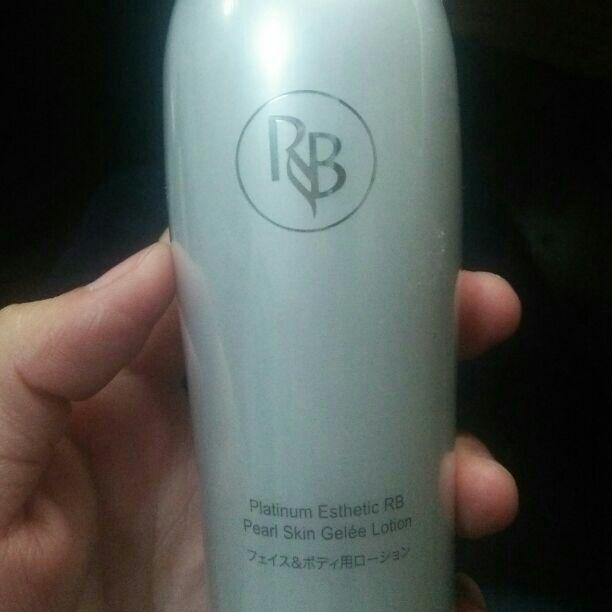 RB
Platinum Esthetic RB
Pearl Skin Gelée Lotion
フェイス&ボディ用ローション